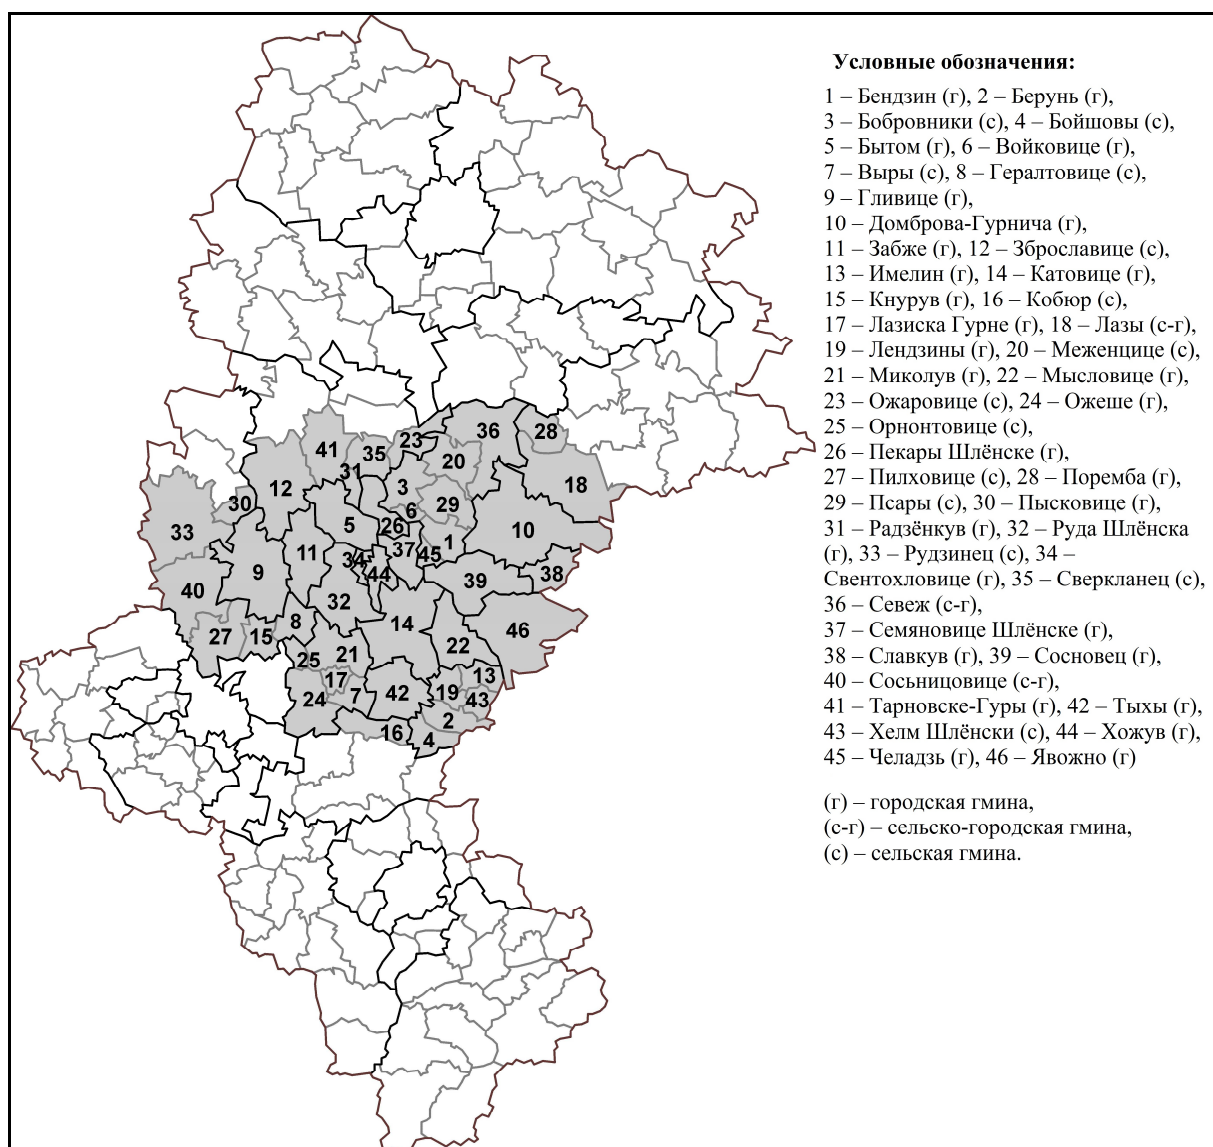 Условные обозначения:
1 – Бендзин (г), 2 – Берунь (г),
3 – Бобровники (с), 4 – Бойшовы (с),
5 – Бытом (г), 6 – Войковице (г),
7 – Выры (с), 8 – Гералтовице (с),
9 – Гливице (г),
10 – Домброва-Гурнича (г),
11 – Забже (г), 12 – Зброславице (с),
13 – Имелин (г), 14 – Катовице (г),
15 – Кнурув (г), 16 – Кобюр (с),
17 – Лазиска Гурне (г), 18 – Лазы (с-г),
19 – Лендзины (г), 20 – Меженцице (с),
21 – Миколув (г), 22 – Мысловице (г),
23 – Ожаровице (с), 24 – Ожеше (г),
25 – Орнонтовице (с),
26 – Пекары Шлёнске (г),
27 – Пилховице (с), 28 – Поремба (г),
29 – Псары (с), 30 – Пысковице (г),
31 – Радзёнкув (г), 32 – Руда Шлёнска
(г), 33 – Рудзинец (с), 34 –
Свентохловице (г), 35 – Сверкланец (с),
36 – Севеж (с-г),
37 – Семяновице Шлёнске (г),
38 – Славкув (г), 39 – Сосновец (г),
40 – Сосьницовице (с-г),
41 – Тарновске-Гуры (г), 42 – Тыхы (г),
43 – Хелм Шлёнски (с), 44 – Хожув (г),
45 – Челадзь (г), 46 – Явожно (г)
(г) – городская гмина,
(с-г) – сельско-городская гмина,
(с) – сельская гмина.
36
28
23
41
35
20
31
18
12
3
30
29
6
5
26
10
33
1
37
45
11
34
9
44
39
38
40
32
8
14
46
27
15
22
21
25
13
17
42
19
7
24
43
2
16
4